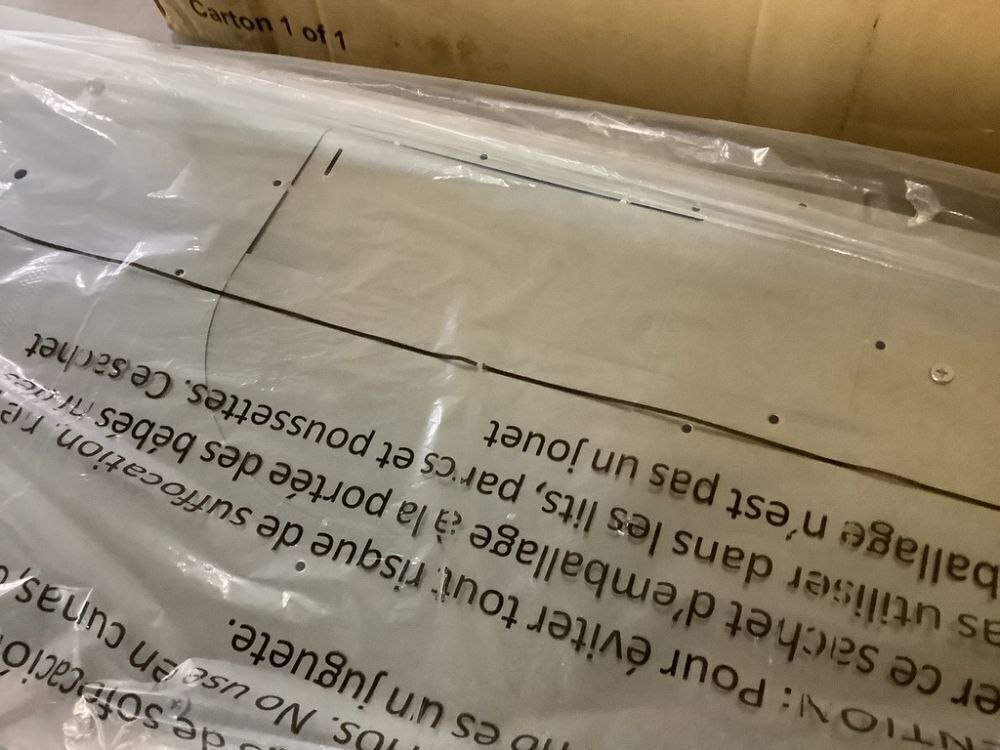 Carton 1 of 1
de sofocación
No use en cunas,
no es un juguete.
NTION : Pour éviter tout risque de suffocation,
er ce sachet d'emballage à la portée des bébés
as utiliser dans les lits, parcs et poussettes. Ce sachet
ballage n'est pas un jouet